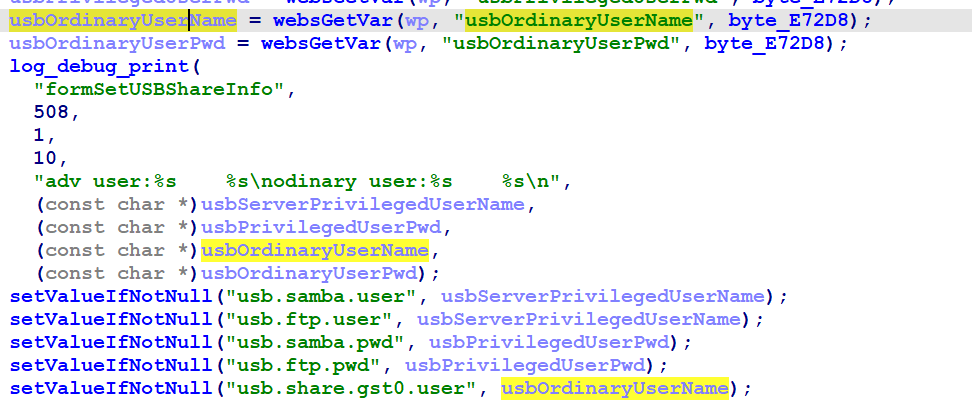 usbOrdinaryUserName = websGetVar(wp, "usbOrdinaryUserName", byte_E72D8);
usbOrdinaryUserPwd = websGetVar(wp, "usbOrdinaryUserPwd", byte_E72D8);
log_debug_print(
"formSetUSBShareInfo",
508,
1,
10,
"adv user:%s    %s\nodinary user:%s    %s\n",
(const char *)usbServerPrivilegedUserName,
(const char *)usbPrivilegedUserPwd,
(const char *)usbOrdinaryUserName,
(const char *)usbOrdinaryUserPwd);
setValueIfNotNull("usb.samba.user", usbServerPrivilegedUserName);
setValueIfNotNull("usb.ftp.user", usbServerPrivilegedUserName);
setValueIfNotNull("usb.samba.pwd", usbPrivilegedUserPwd);
setValueIfNotNull("usb.ftp.pwd", usbPrivilegedUserPwd);
setValueIfNotNull("usb.share.gst0.user", usbOrdinaryUserName);